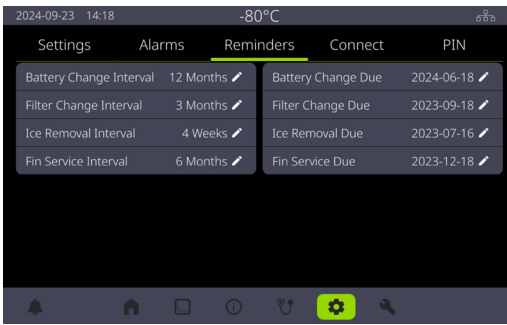 2024-09-23 14:18 -80°C
Settings Alarms Reminders Connect PIN
Battery Change Interval 12 Months Battery Change Due 2024-06-18
Filter Change Interval 3 Months Filter Change Due 2023-09-18
Ice Removal Interval 4 Weeks Ice Removal Due 2023-07-16
Fin Service Interval 6 Months Fin Service Due 2023-12-18